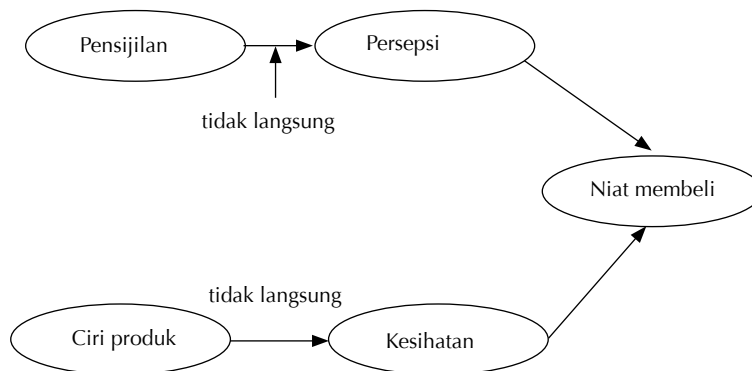 Pensijilan
Persepsi
tidak langsung
Niat membeli
tidak langsung
Ciri produk
Kesihatan